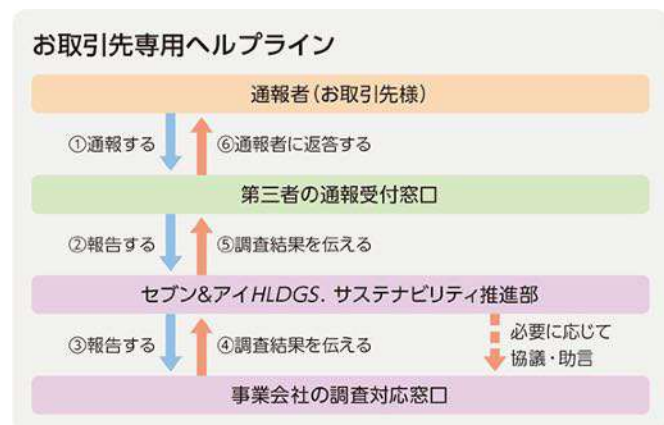 お取引先専用ヘルプライン
通報者(お取引先様)
①通報する
⑥通報者に返答する
第三者の通報受付窓口
②報告する
⑤調査結果を伝える
セブン&アイHLDGS. サステナビリティ推進部
③報告する
④調査結果を伝える
必要に応じて
協議・助言
事業会社の調査対応窓口